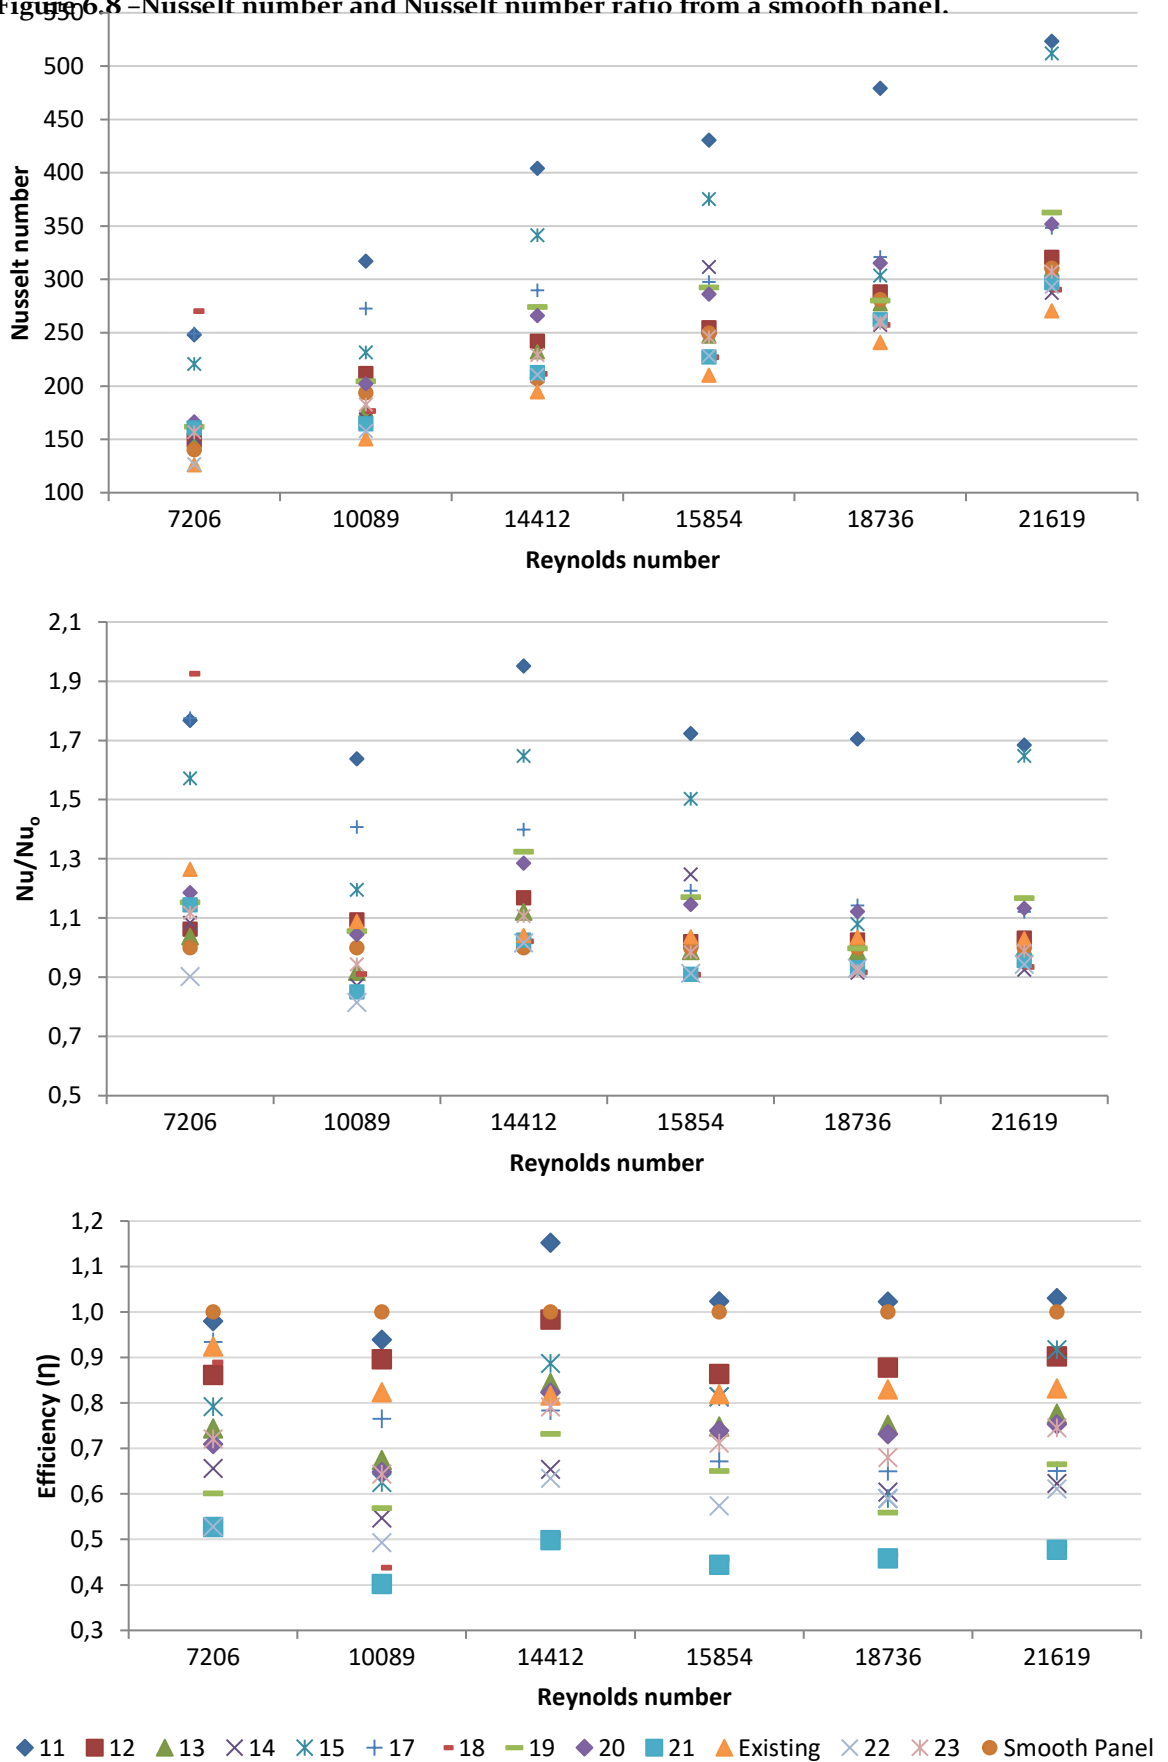 Figure 6.8 –Nusselt number and Nusselt number ratio from a smooth panel.
550
500
450
400
350
300
250
200
150
100
Nusselt number
7206 10089 14412 15854 18736 21619
Reynolds number
2,1
1,9
1,7
1,5
1,3
1,1
0,9
0,7
0,5
Nu/Nuo
7206 10089 14412 15854 18736 21619
Reynolds number
1,2
1,1
1,0
0,9
0,8
0,7
0,6
0,5
0,4
0,3
Efficiency (η)
7206 10089 14412 15854 18736 21619
Reynolds number
11 12 13 14 15 17 18 19 20 21 Existing 22 23 Smooth Panel